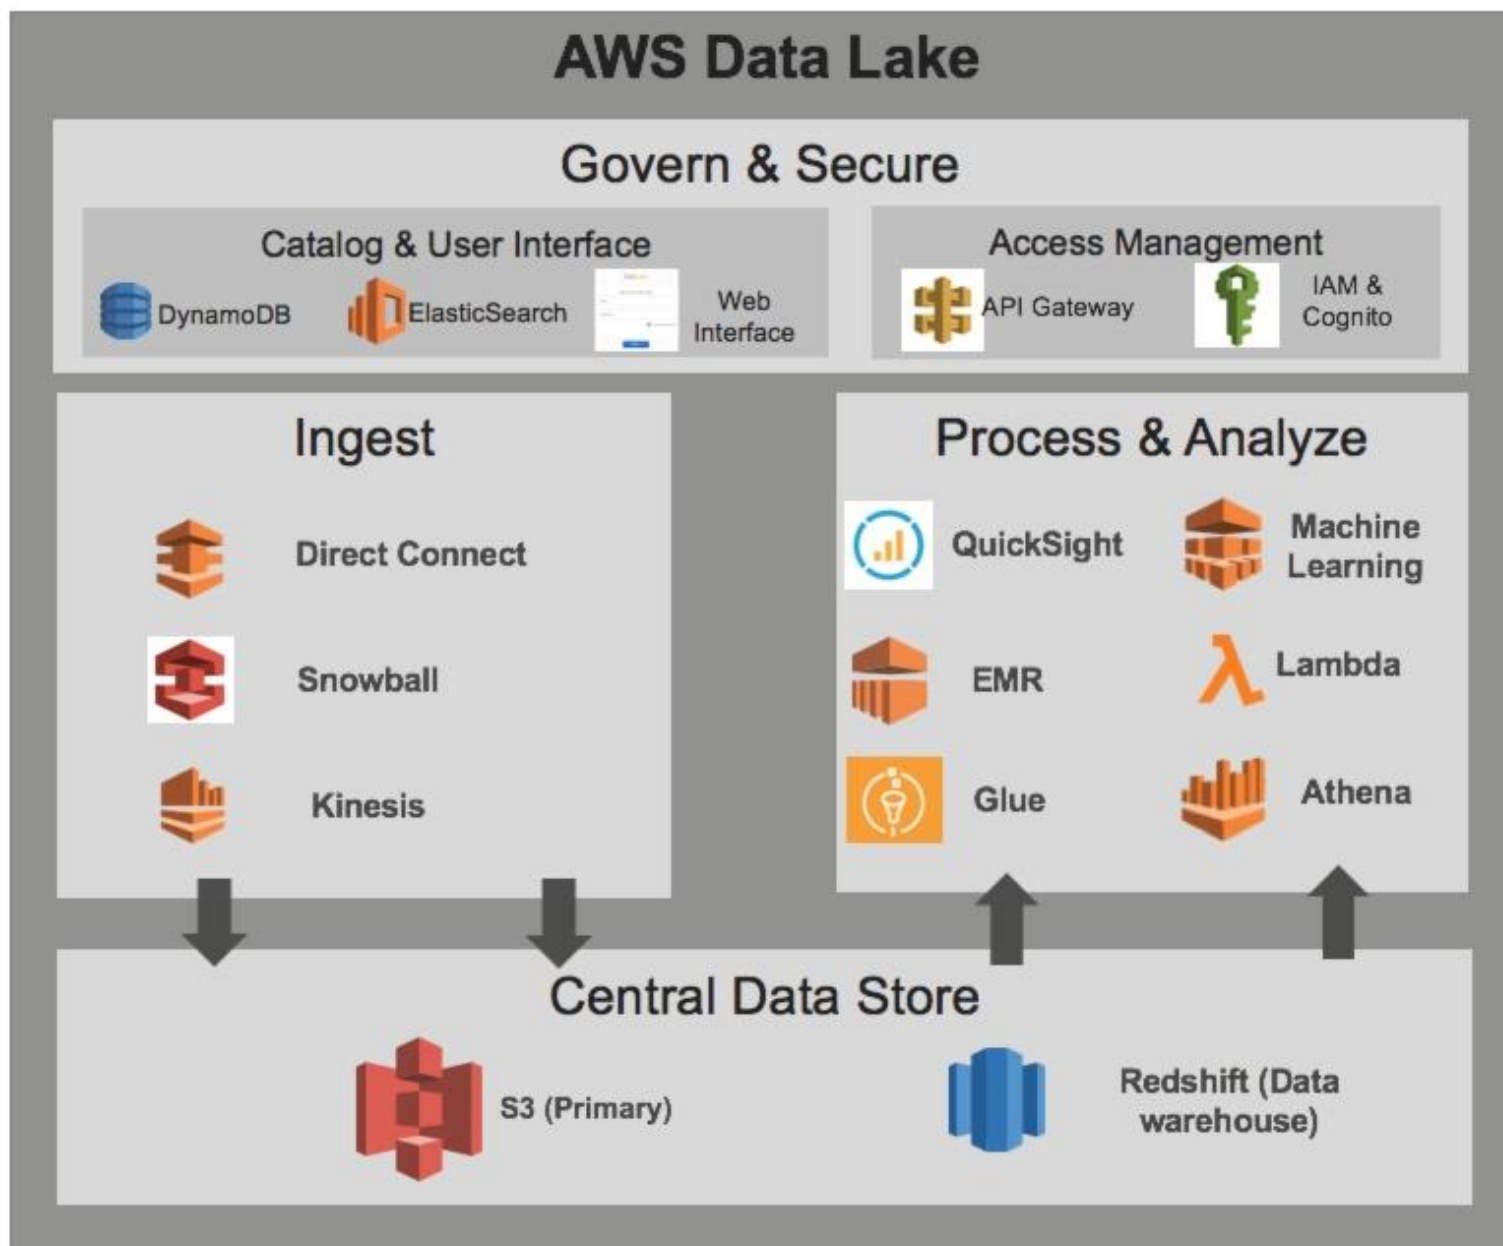 AWS Data Lake
Govern & Secure
Catalog & User Interface
DynamoDB
ElasticSearch
Web
Interface
Access Management
API Gateway
IAM &
Cognito
Ingest
Direct Connect
Snowball
Kinesis
Process & Analyze
QuickSight
Machine
Learning
EMR
Lambda
Glue
Athena
Central Data Store
S3 (Primary)
Redshift (Data
warehouse)